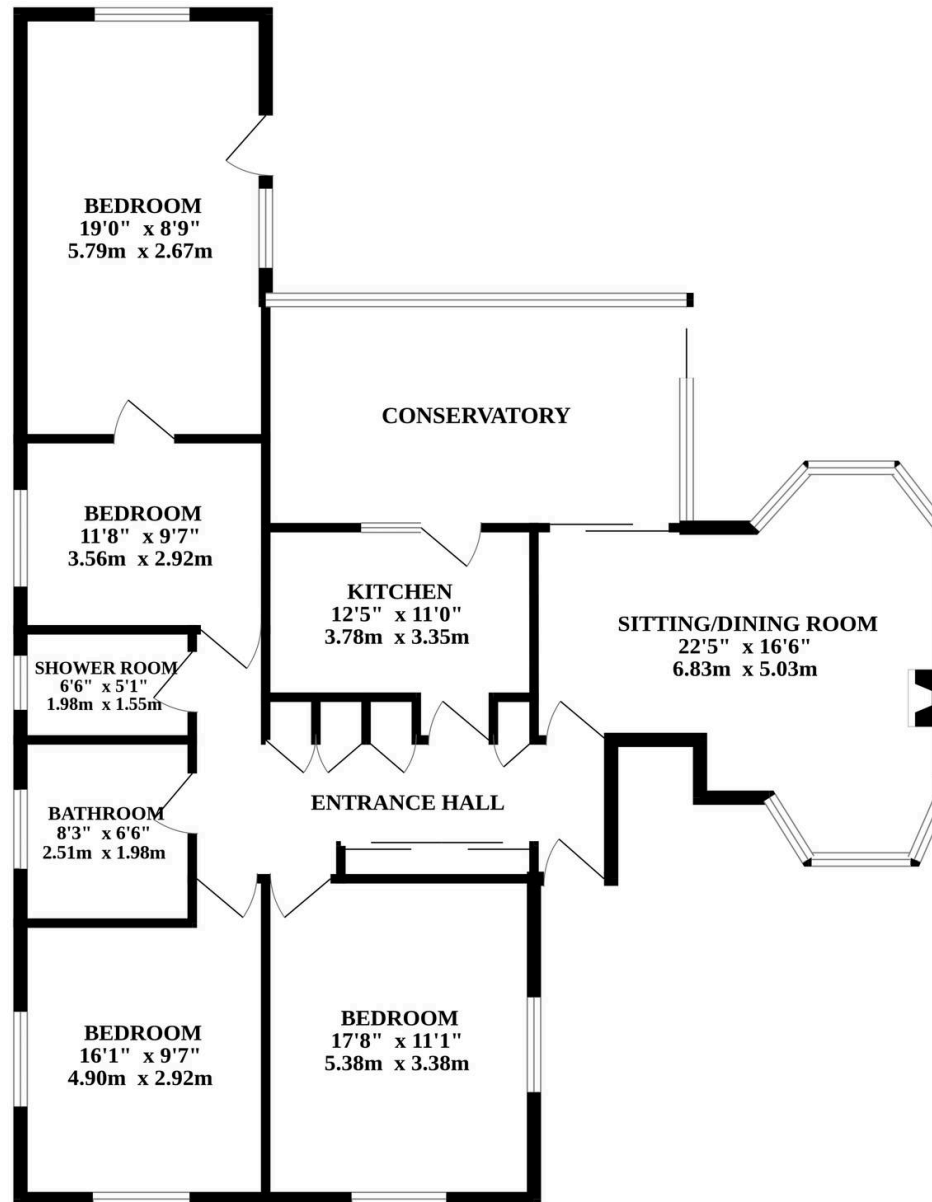 BEDROOM
19'0" x 8'9"
5.79m x 2.67m
CONSERVATORY
BEDROOM
11'8" x 9'7"
3.56m x 2.92m
KITCHEN
12'5" x 11'0"
3.78m x 3.35m
SITTING/DINING ROOM
22'5" x 16'6"
6.83m x 5.03m
SHOWER ROOM
6'6" x 5'1"
1.98m x 1.55m
ENTRANCE HALL
BATHROOM
8'3" x 6'6"
2.51m x 1.98m
BEDROOM
16'1" x 9'7"
4.90m x 2.92m
BEDROOM
17'8" x 11'1"
5.38m x 3.38m